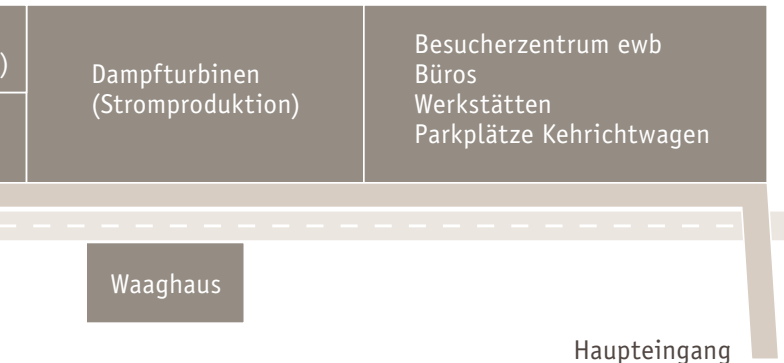 )
Dampfturbinen
(Stromproduktion)
Besucherzentrum ewb
Büros
Werkstätten
Parkplätze Kehrichtwagen
Waaghaus
Haupteingang